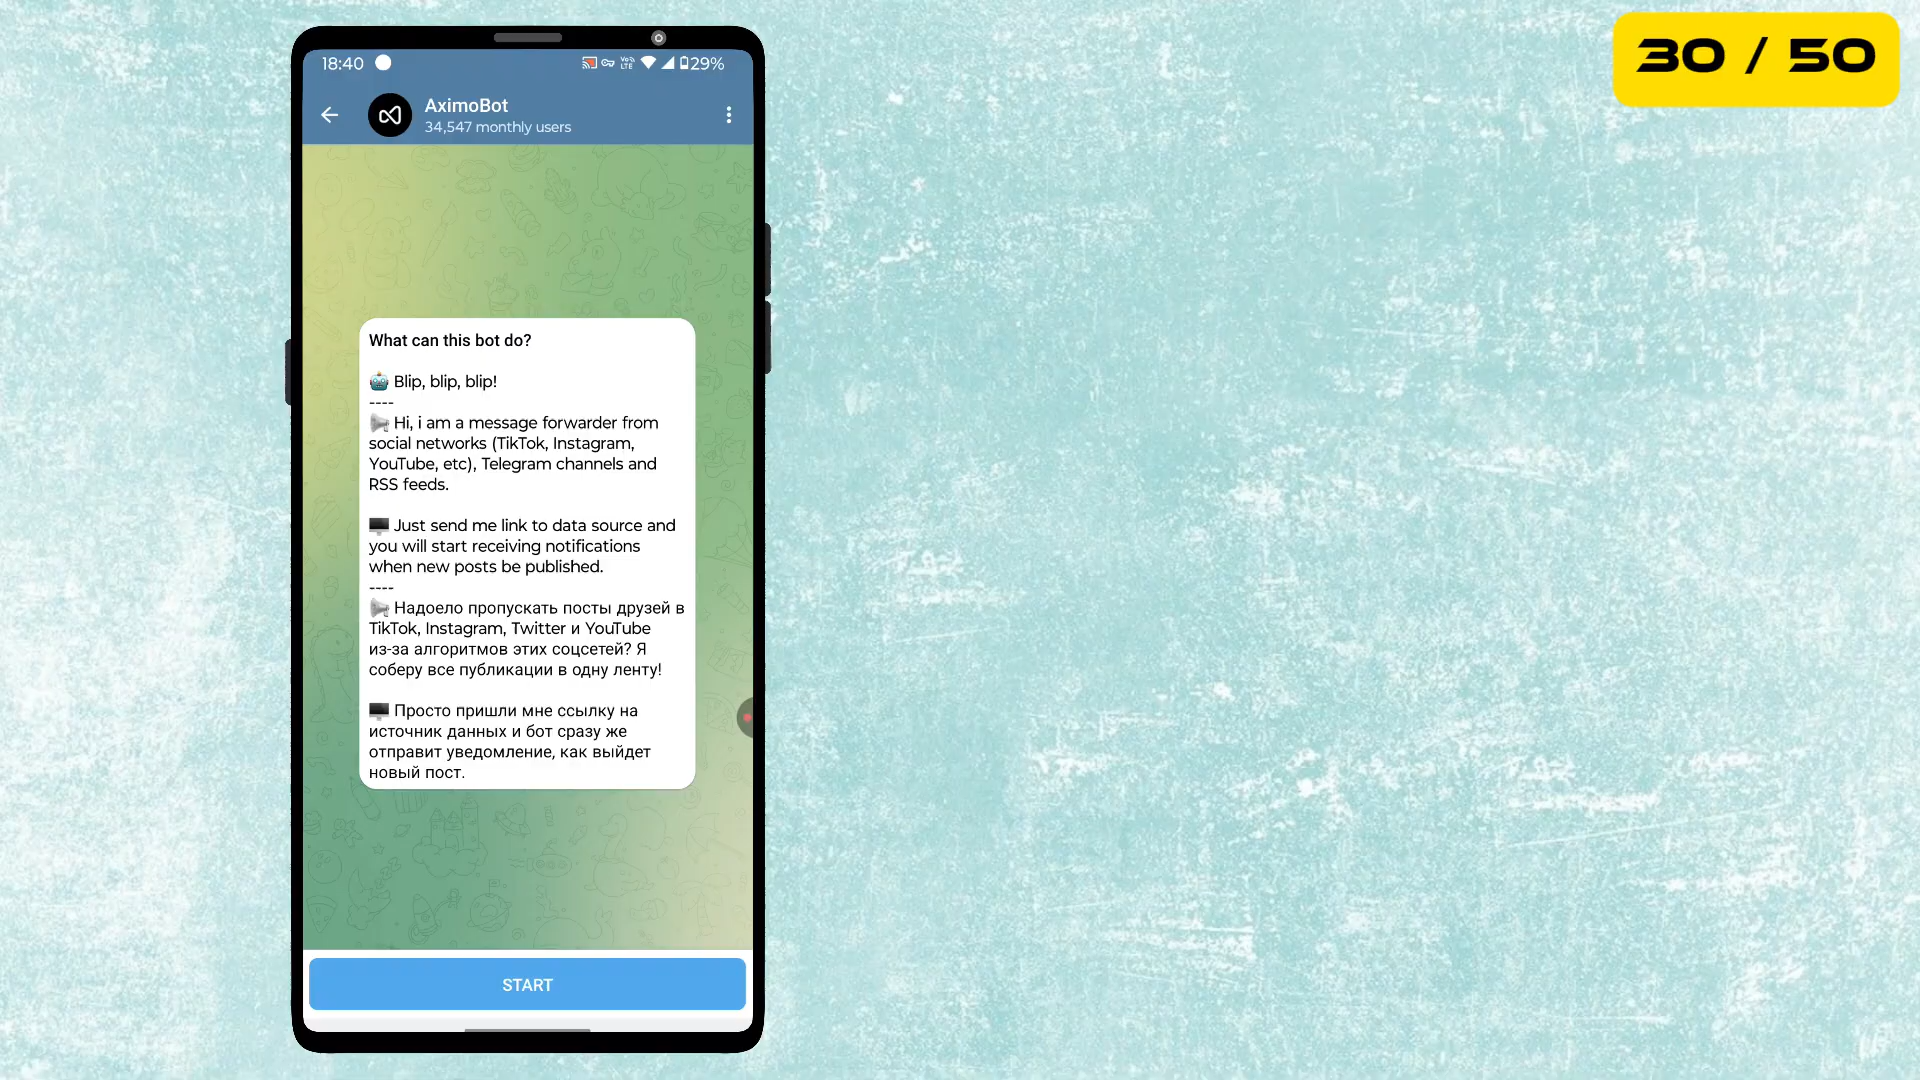 30 / 50
18:40
29%
AximoBot
34,547 monthly users
What can this bot do?
🤖 Blip, blip, blip!
----
📢 Hi, i am a message forwarder from
social networks (TikTok, Instagram,
YouTube, etc), Telegram channels and
RSS feeds.
🖥 Just send me link to data source and
you will start receiving notifications
when new posts be published.
----
📢 Надоело пропускать посты друзей в
TikTok, Instagram, Twitter и YouTube
из-за алгоритмов этих соцсетей? Я
соберу все публикации в одну ленту!
🖥 Просто пришли мне ссылку на
источник данных и бот сразу же
отправит уведомление, как выйдет
новый пост.
START